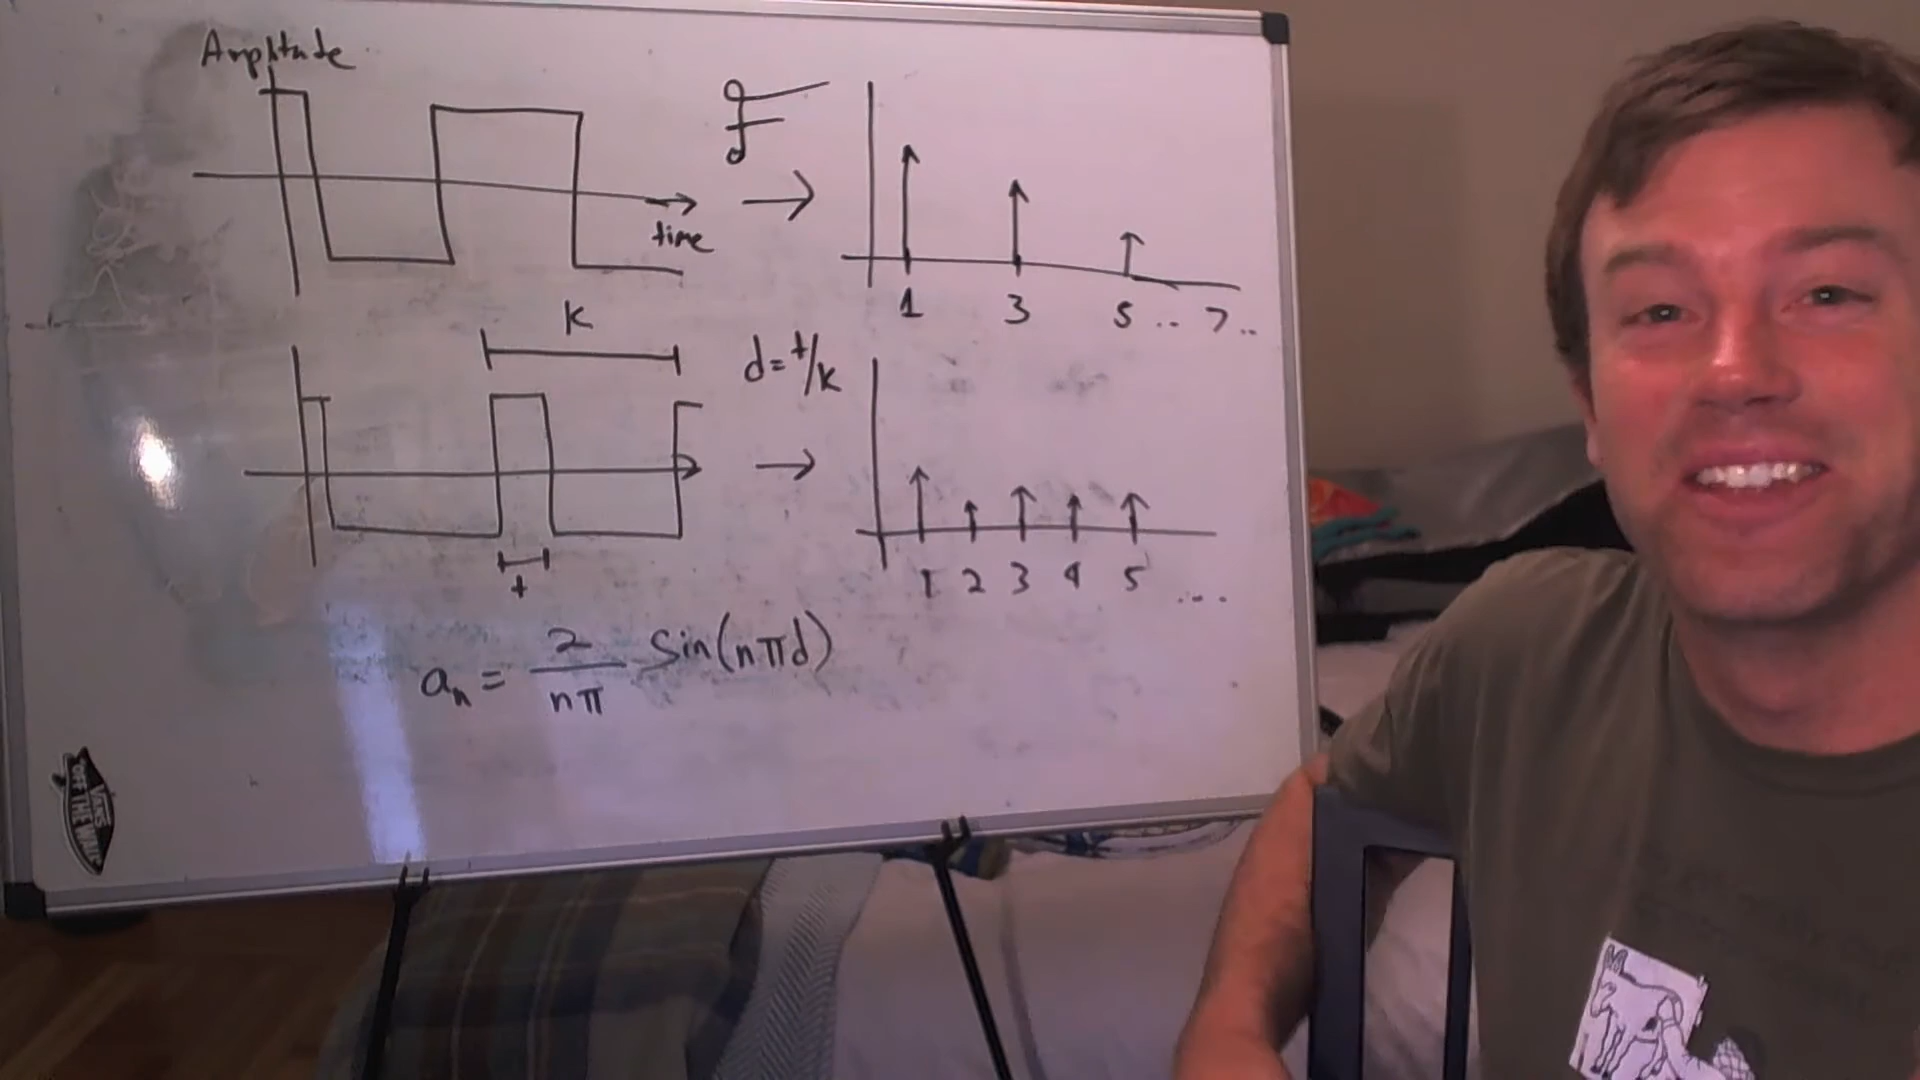 Amplitude
F
time
1 3 5 .. 7 ..
K
d = t/k
t
1 2 3 4 5 ...
aₙ = 2/nπ Sin(nπd)
VANS
"OFF THE WALL"